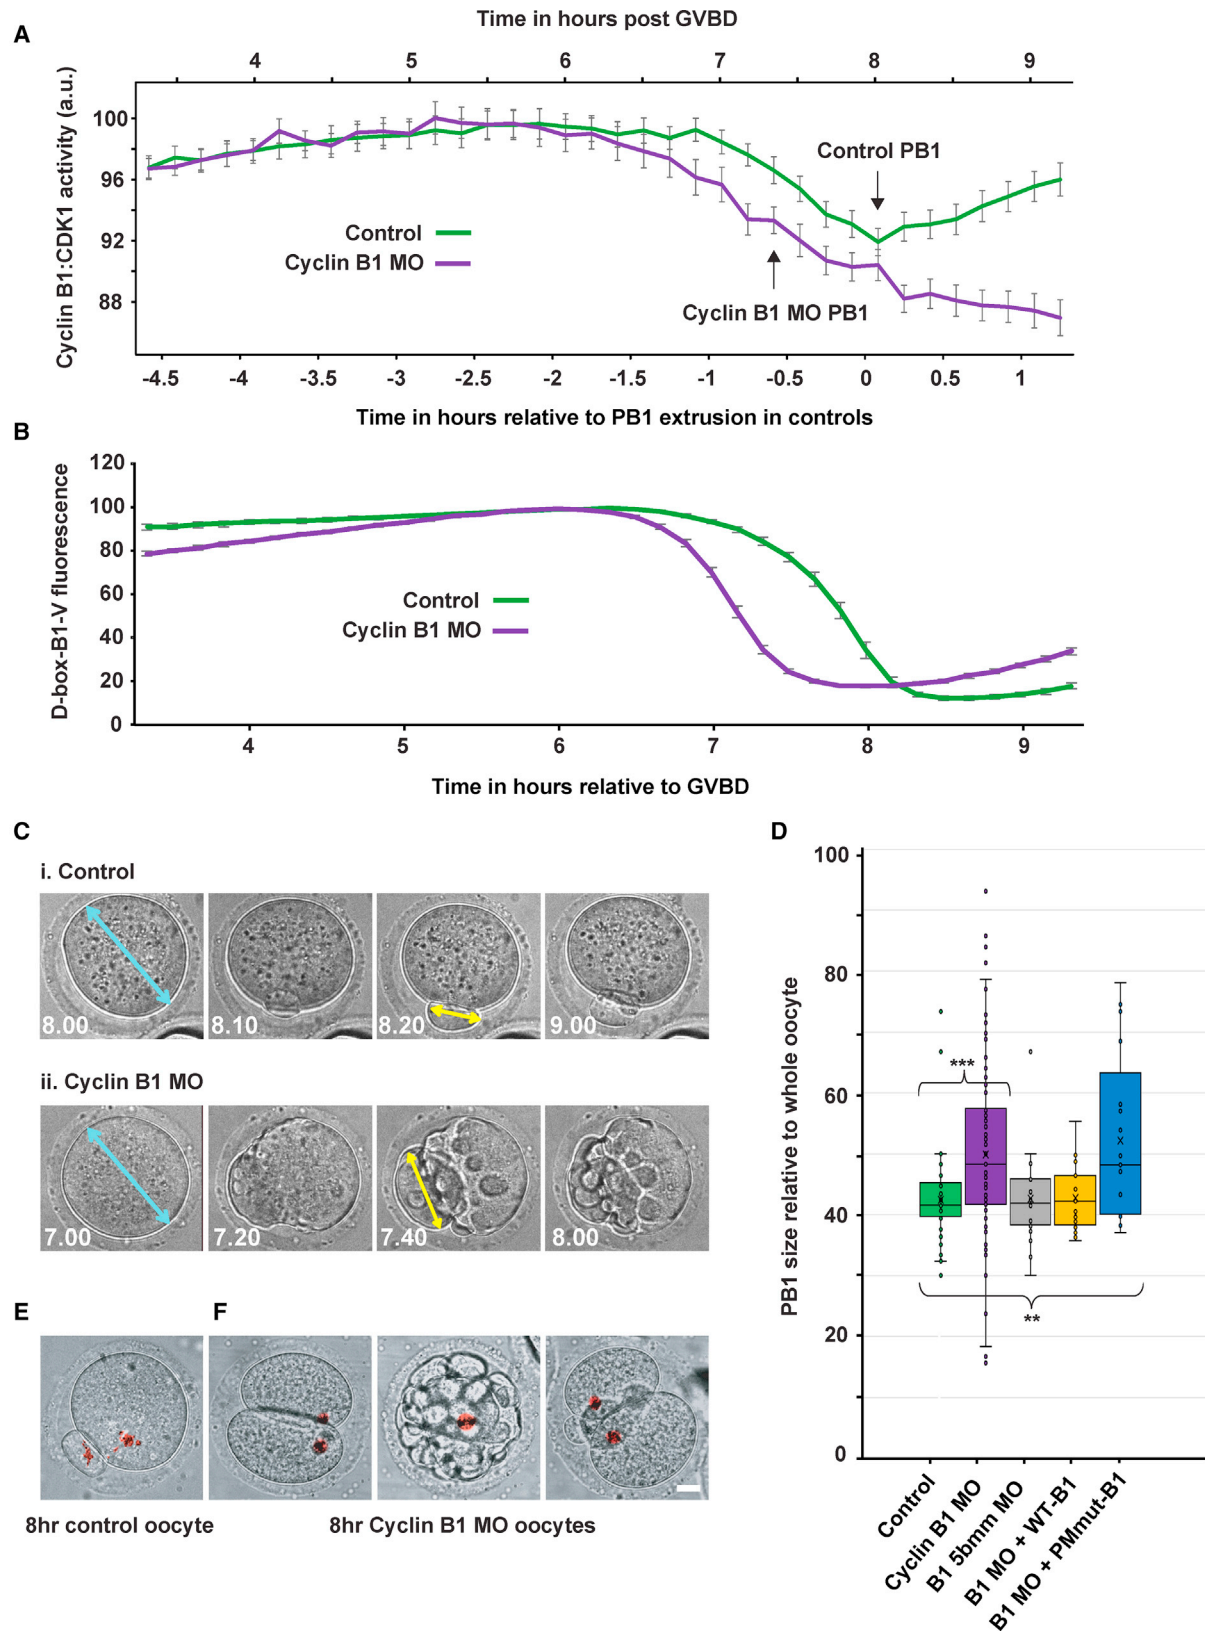 A
Time in hours post GVBD
4 5 6 7 8 9
Cyclin B1:CDK1 activity (a.u.)
100
96
92
88
Control PB1
Control
Cyclin B1 MO
Cyclin B1 MO PB1
-4.5 -4 -3.5 -3 -2.5 -2 -1.5 -1 -0.5 0 0.5 1
Time in hours relative to PB1 extrusion in controls
B
D-box-B1-V fluorescence
120
100
80
60
40
20
0
Control
Cyclin B1 MO
4 5 6 7 8 9
Time in hours relative to GVBD
C
i. Control
8.00 8.10 8.20 9.00
ii. Cyclin B1 MO
7.00 7.20 7.40 8.00
D
PB1 size relative to whole oocyte
100
80
60
40
20
0
***
**
Control
Cyclin B1 MO
B1 5bmm MO
B1 MO + WT-B1
B1 MO + PMmut-B1
E
8hr control oocyte
F
8hr Cyclin B1 MO oocytes